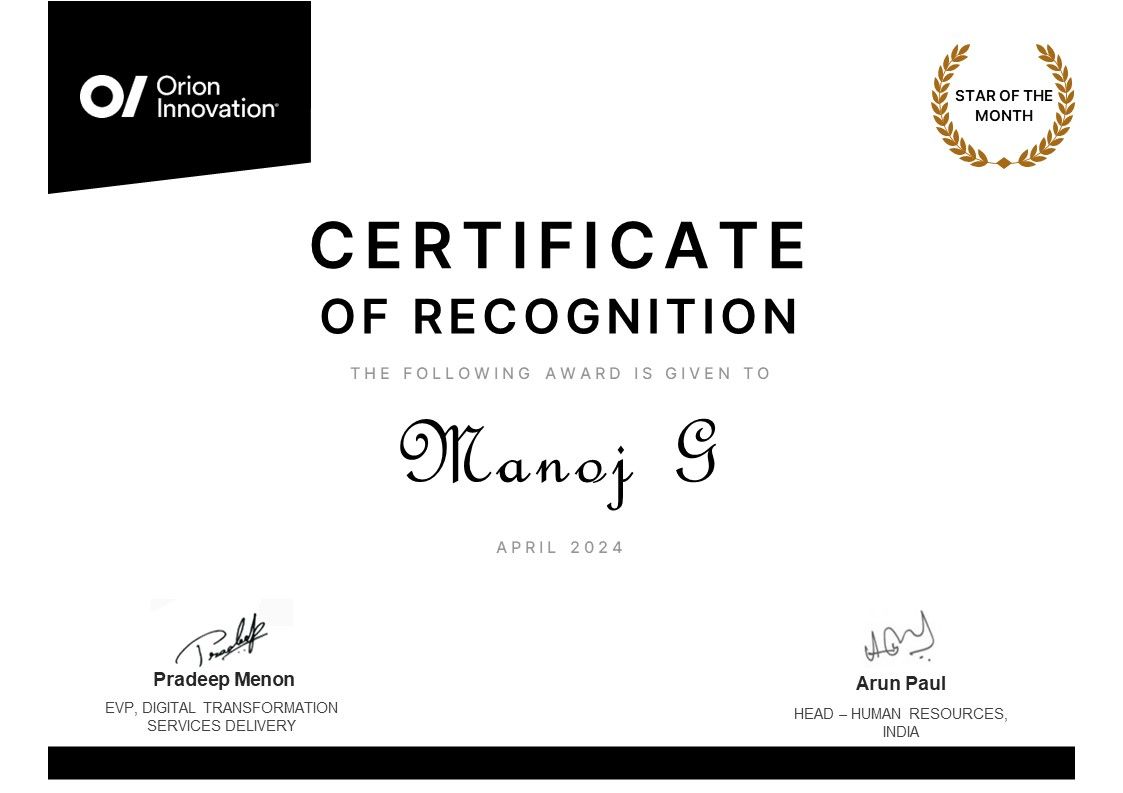 Orion
Innovation
STAR OF THE
MONTH
CERTIFICATE
OF RECOGNITION
THE FOLLOWING AWARD IS GIVEN TO
Manoj G
APRIL 2024
Pradeep
Pradeep Menon
EVP, DIGITAL TRANSFORMATION
SERVICES DELIVERY
Arun Paul
HEAD – HUMAN RESOURCES,
INDIA